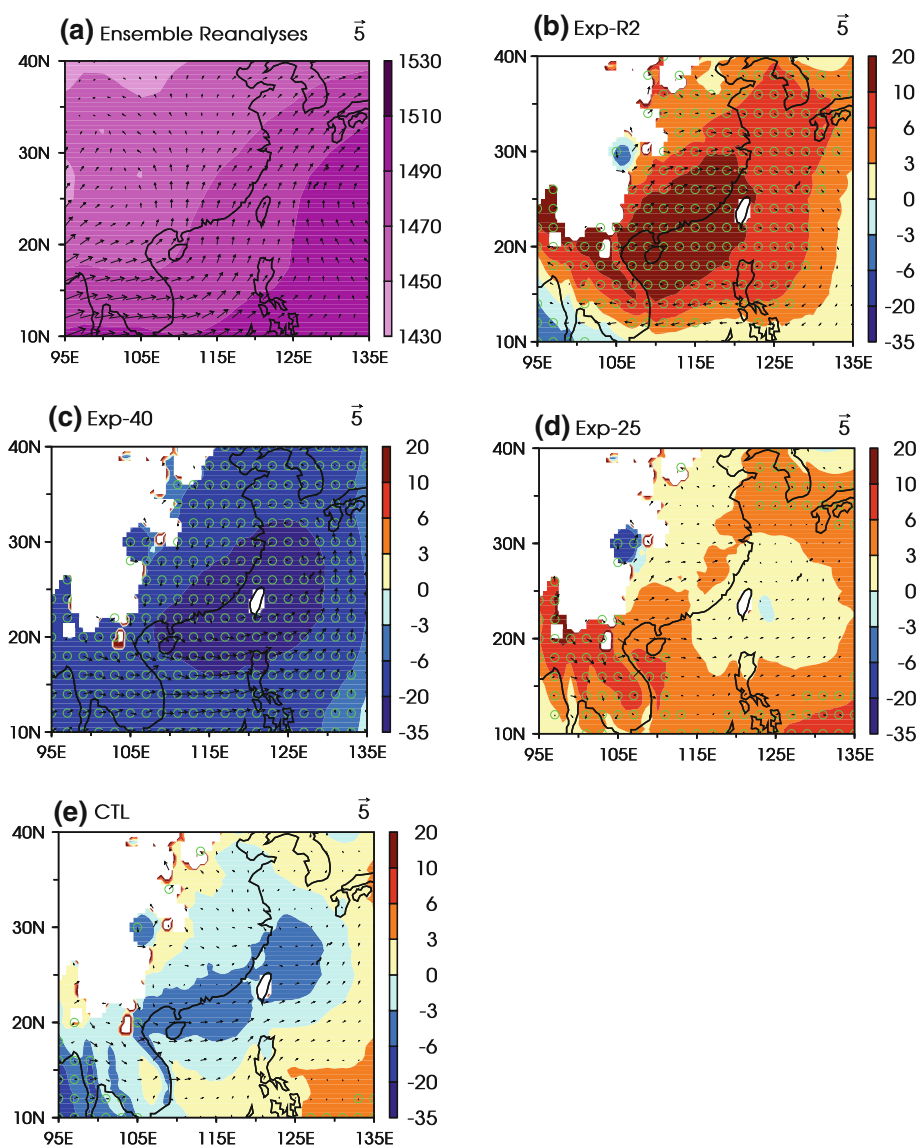 (a) Ensemble Reanalyses 5
40N
30N
20N
10N
95E 105E 115E 125E 135E
1530
1510
1490
1470
1450
1430
(b) Exp-R2 5
40N
30N
20N
10N
95E 105E 115E 125E 135E
20
10
6
3
0
-3
-6
-20
-35
(c) Exp-40 5
40N
30N
20N
10N
95E 105E 115E 125E 135E
20
10
6
3
0
-3
-6
-20
-35
(d) Exp-25 5
40N
30N
20N
10N
95E 105E 115E 125E 135E
20
10
6
3
0
-3
-6
-20
-35
(e) CTL 5
40N
30N
20N
10N
95E 105E 115E 125E 135E
20
10
6
3
0
-3
-6
-20
-35